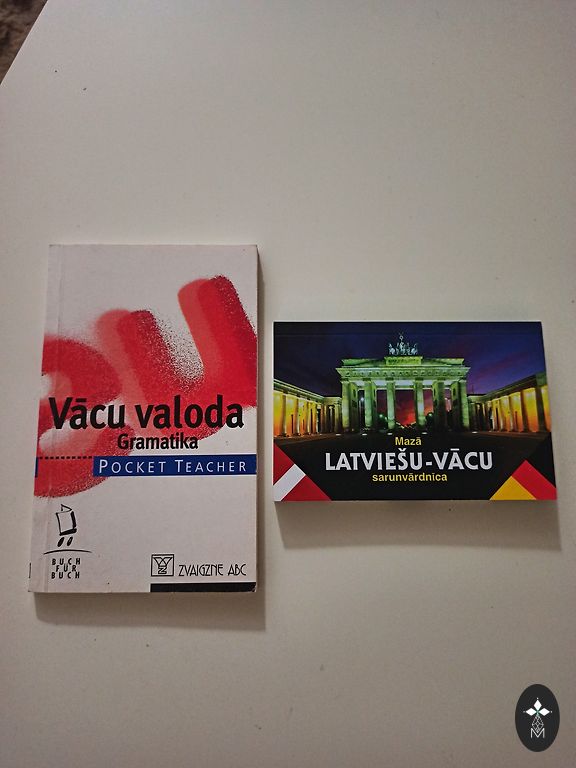 Vācu valoda
Gramatika
POCKET TEACHER
BUCH
FÜR
BUCH
ZVAIGZNE ABC
Mazā
LATVIEŠU-VĀCU
sarunvārdnīca
M